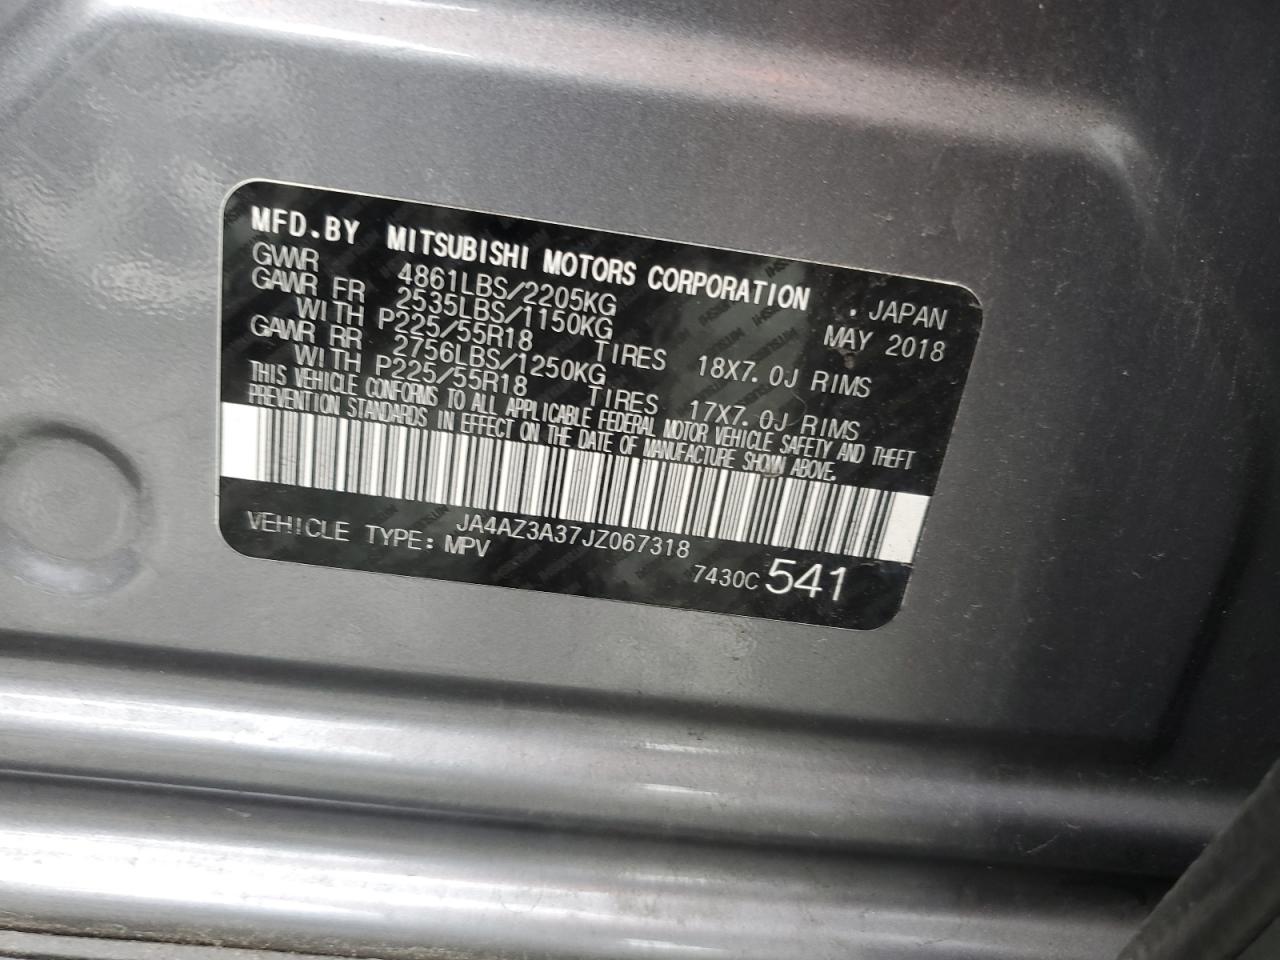 MFD.BY MITSUBISHI MOTORS CORPORATION . JAPAN
GVWR 4861LBS/2205KG MAY 2018
GAWR FR 2535LBS/1150KG
WITH P225/55R18 TIRES 18X7.0J RIMS
GAWR RR 2756LBS/1250KG
WITH P225/55R18 TIRES 17X7.0J RIMS
THIS VEHICLE CONFORMS TO ALL APPLICABLE FEDERAL MOTOR VEHICLE SAFETY AND THEFT
PREVENTION STANDARDS IN EFFECT ON THE DATE OF MANUFACTURE SHOWN ABOVE.
JA4AZ3A37JZ067318
VEHICLE TYPE: MPV
7430C 541